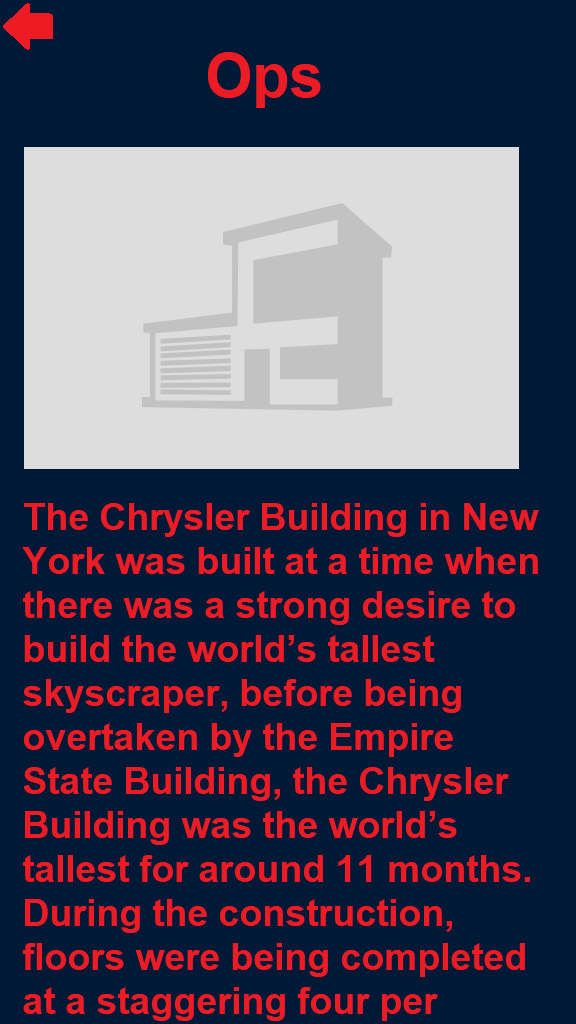 Ops
The Chrysler Building in New
York was built at a time when
there was a strong desire to
build the world’s tallest
skyscraper, before being
overtaken by the Empire
State Building, the Chrysler
Building was the world’s
tallest for around 11 months.
During the construction,
floors were being completed
at a staggering four per